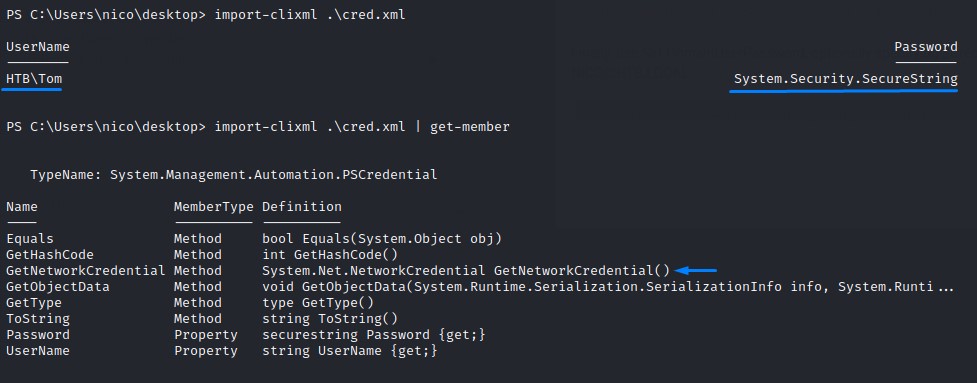 PS C:\Users\nico\desktop> import-clixml .\cred.xml
UserName Password
HTB\Tom System.Security.SecureString
PS C:\Users\nico\desktop> import-clixml .\cred.xml | get-member
TypeName: System.Management.Automation.PSCredential
Name MemberType Definition
Equals Method bool Equals(System.Object obj)
GetHashCode Method int GetHashCode()
GetNetworkCredential Method System.Net.NetworkCredential GetNetworkCredential()
GetObjectData Method void GetObjectData(System.Runtime.Serialization.SerializationInfo info, System.Runti...
GetType Method type GetType()
ToString Method string ToString()
Password Property securestring Password {get;}
UserName Property string UserName {get;}